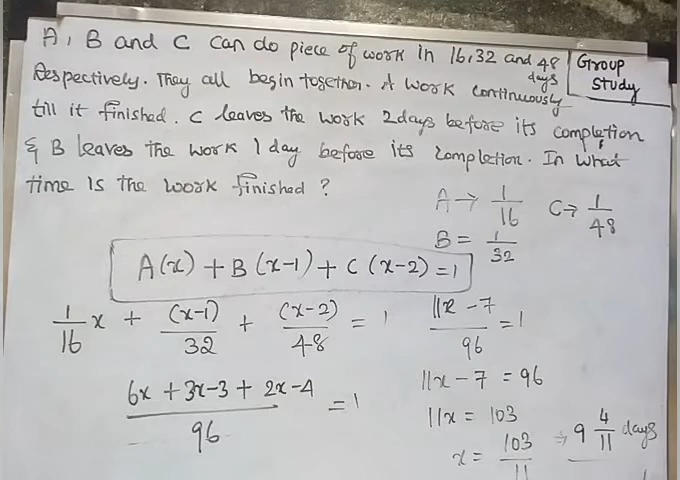 A, B and C can do piece of work in 16,32 and 48 days
Respectively. They all begin together. A work continuously
till it finished. C leaves the work 2days before its completion
& B leaves the work 1 day before its completion. In what
time is the work finished ?
Group
Study
A → 1/16 C → 1/48
B = 1/32
A(x) + B(x-1) + C(x-2) = 1
1/16 x + (x-1)/32 + (x-2)/48 = 1
(6x + 3x-3 + 2x-4)/96 = 1
(11x - 7)/96 = 1
11x - 7 = 96
11x = 103
x = 103/11 ⇒ 9 4/11 days